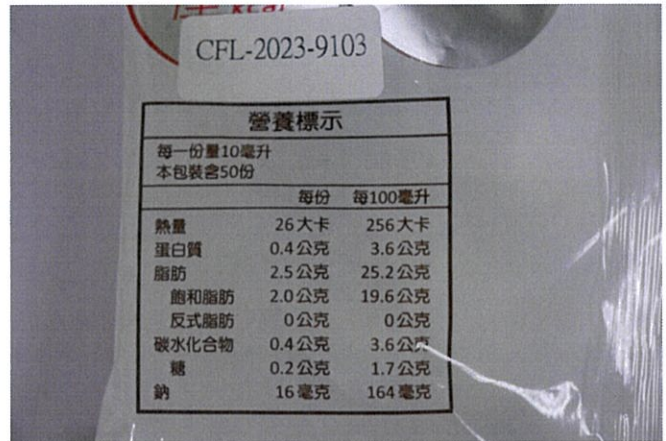 kcal
CFL-2023-9103
營養標示
每一份量10毫升
本包裝含50份
每份 每100毫升
熱量 26大卡 256大卡
蛋白質 0.4公克 3.6公克
脂肪 2.5公克 25.2公克
飽和脂肪 2.0公克 19.6公克
反式脂肪 0公克 0公克
碳水化合物 0.4公克 3.6公克
糖 0.2公克 1.7公克
鈉 16毫克 164毫克